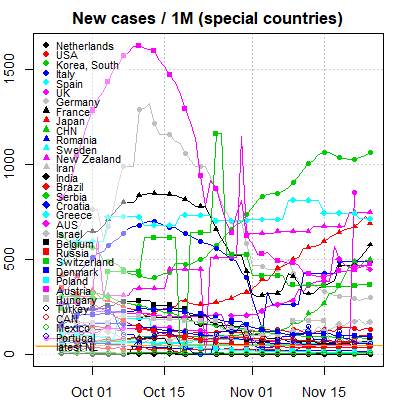 New cases / 1M (special countries)
1500
1000
500
0
Netherlands
USA
Korea, South
Italy
Spain
UK
Germany
France
Japan
CHN
Romania
Sweden
New Zealand
Iran
India
Brazil
Serbia
Croatia
Greece
AUS
Israel
Belgium
Russia
Switzerland
Denmark
Poland
Austria
Hungary
Turkey
CAN
Mexico
Portugal
latest NL
Oct 01
Oct 15
Nov 01
Nov 15